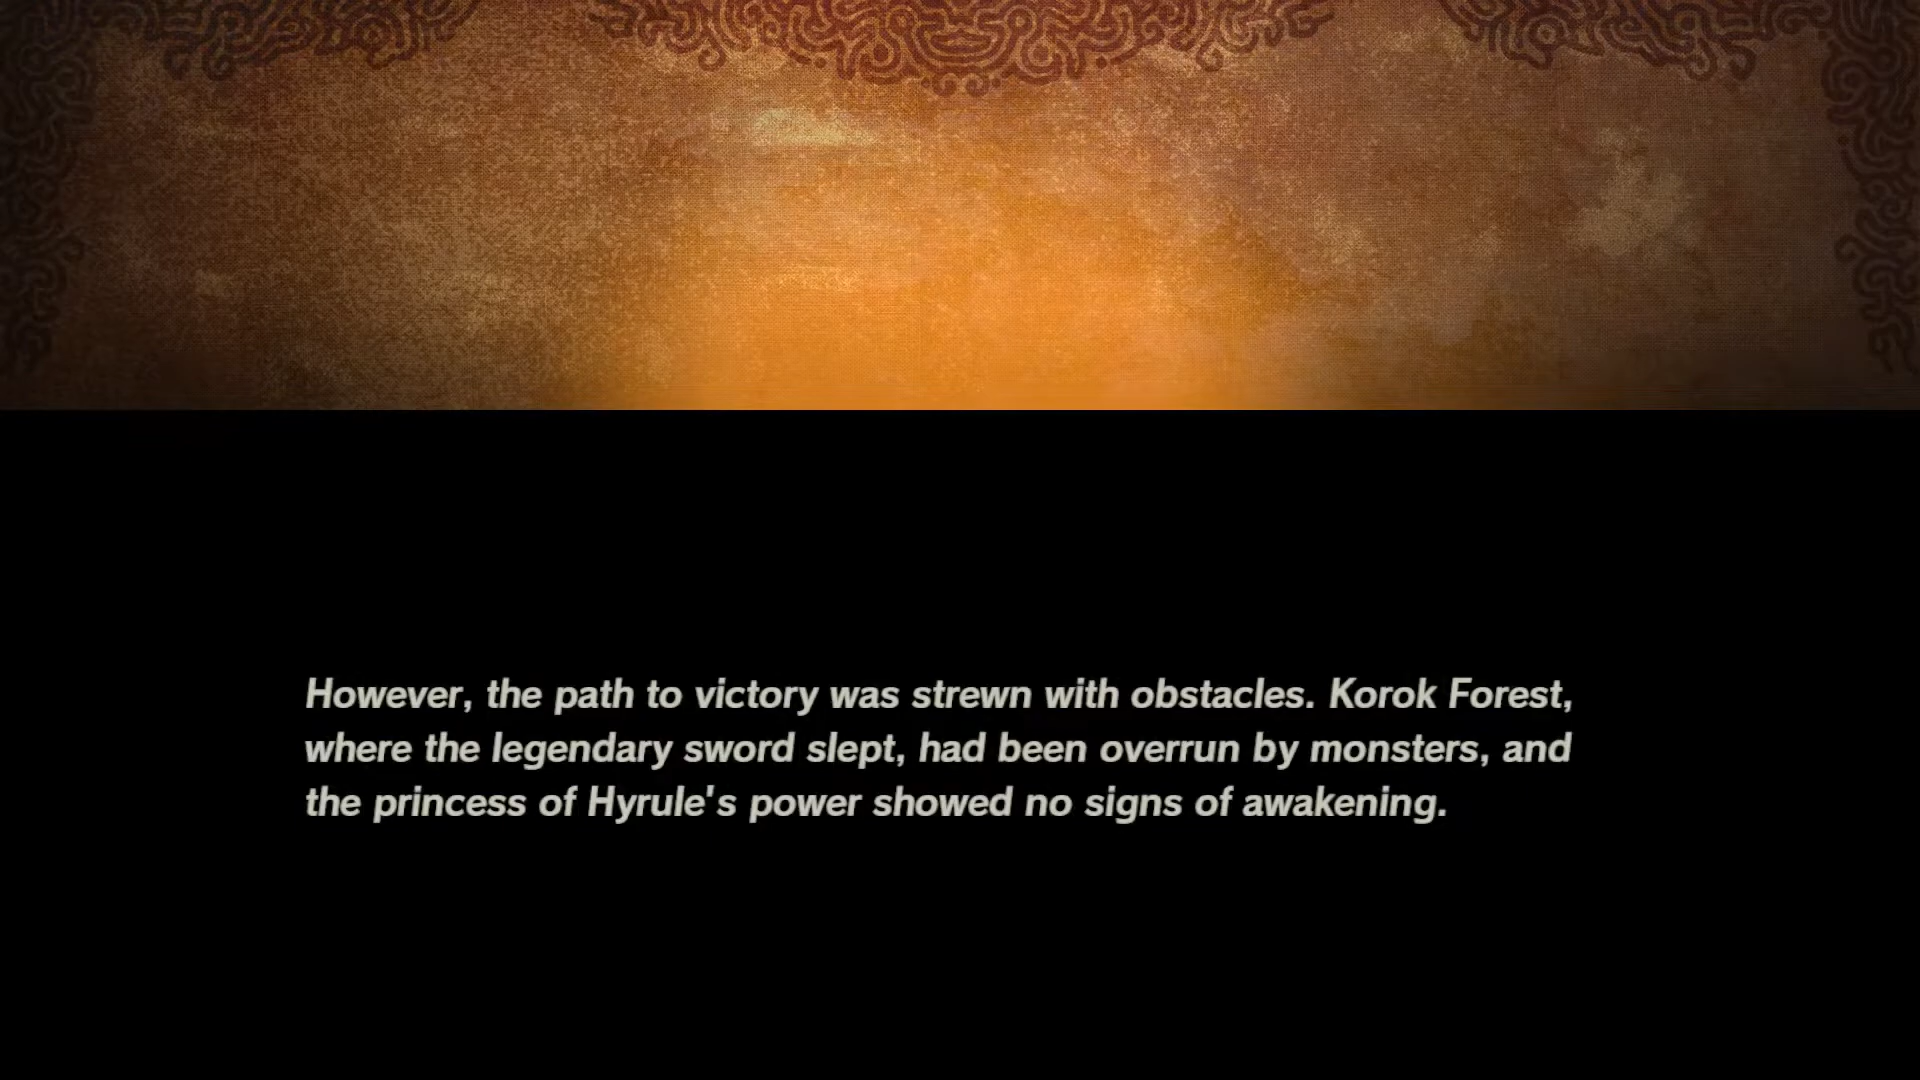 However, the path to victory was strewn with obstacles. Korok Forest,
where the legendary sword slept, had been overrun by monsters, and
the princess of Hyrule's power showed no signs of awakening.